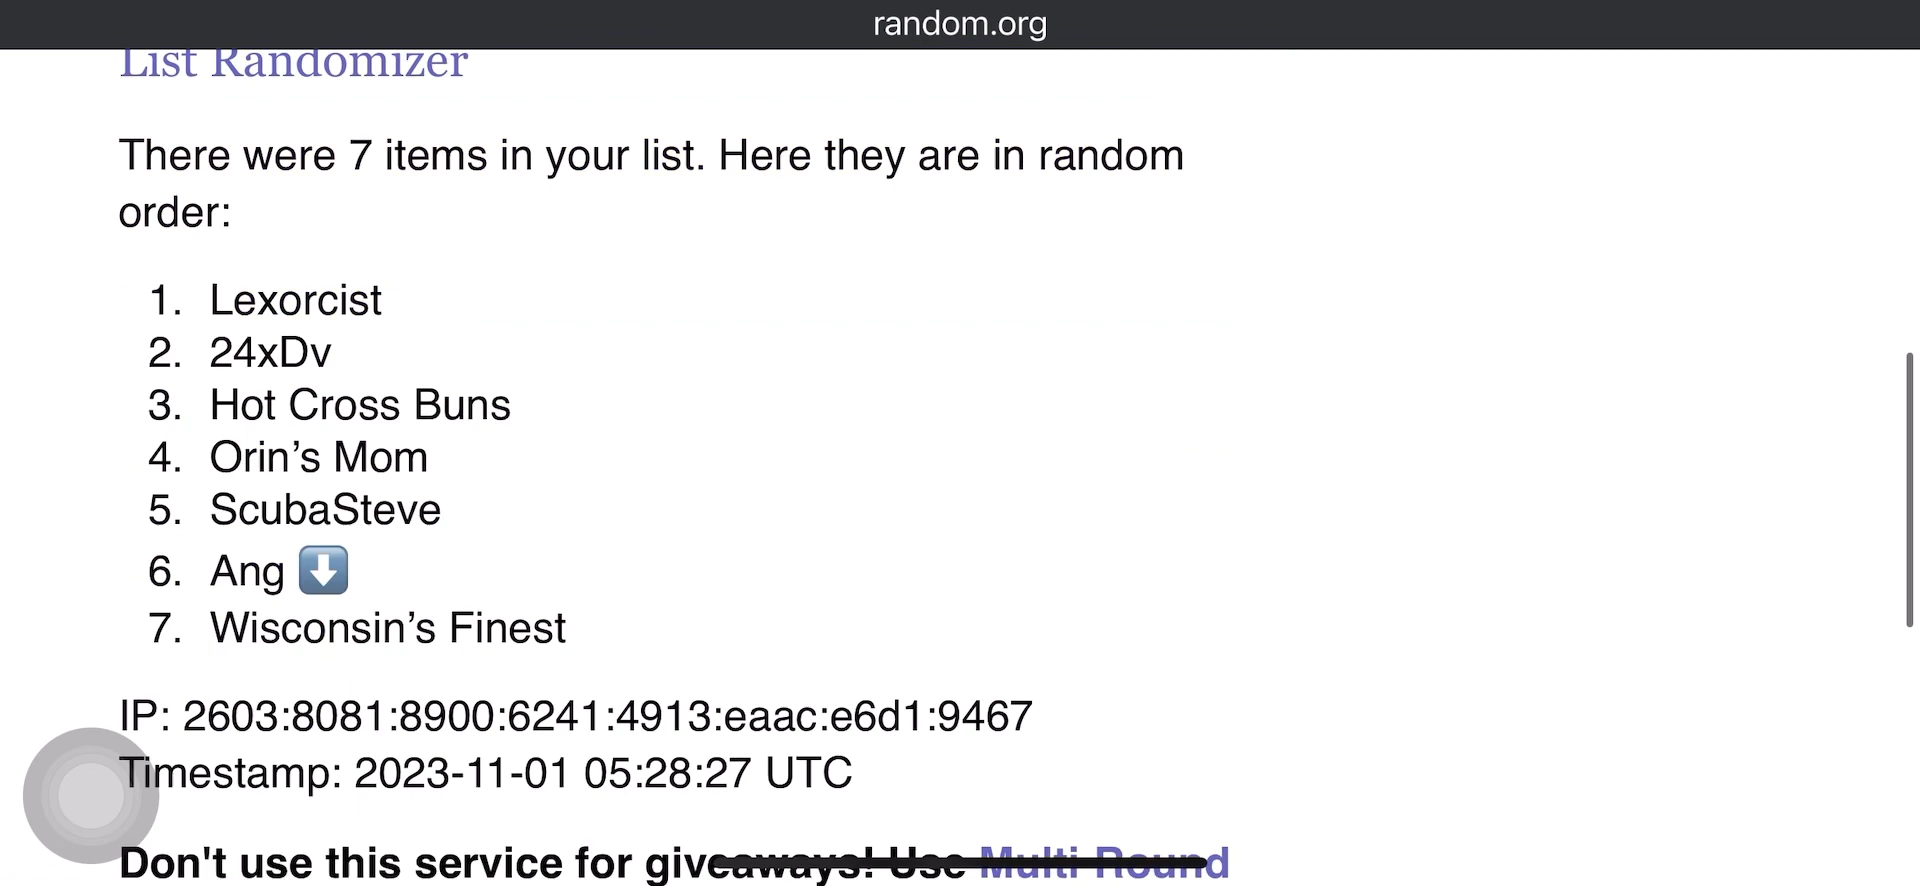 random.org
List Randomizer
There were 7 items in your list. Here they are in random
order:
1. Lexorcist
2. 24xDv
3. Hot Cross Buns
4. Orin’s Mom
5. ScubaSteve
6. Ang ⬇️
7. Wisconsin’s Finest
IP: 2603:8081:8900:6241:4913:eaac:e6d1:9467
Timestamp: 2023-11-01 05:28:27 UTC
Don't use this service for giveaways! Use Multi-Round